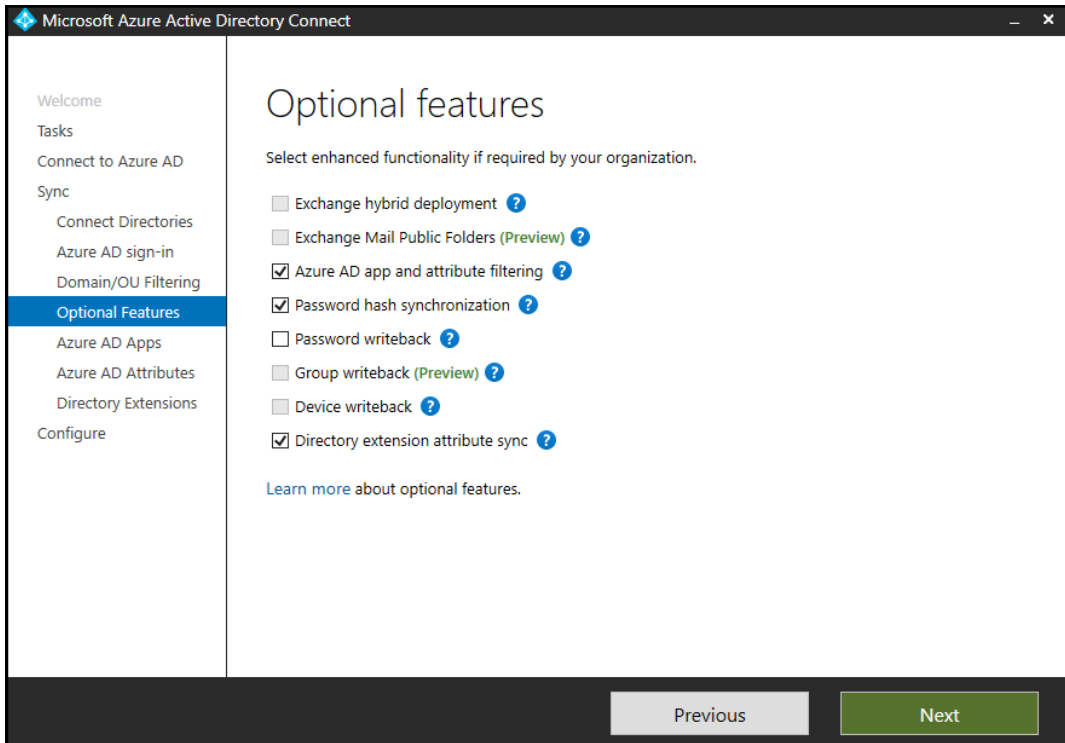 Microsoft Azure Active Directory Connect
Welcome
Tasks
Connect to Azure AD
Sync
Connect Directories
Azure AD sign-in
Domain/OU Filtering
Optional Features
Azure AD Apps
Azure AD Attributes
Directory Extensions
Configure
Optional features
Select enhanced functionality if required by your organization.
Exchange hybrid deployment ?
Exchange Mail Public Folders (Preview) ?
Azure AD app and attribute filtering ?
Password hash synchronization ?
Password writeback ?
Group writeback (Preview) ?
Device writeback ?
Directory extension attribute sync ?
Learn more about optional features.
Previous
Next